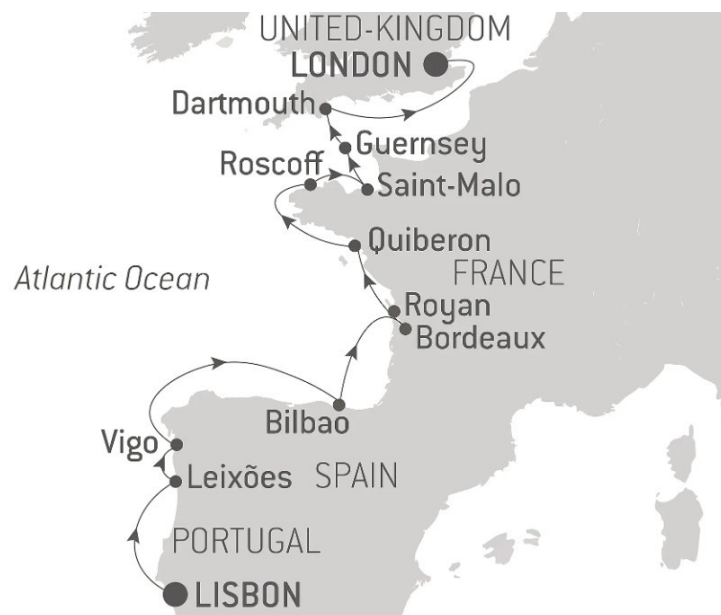 UNITED-KINGDOM
LONDON
Dartmouth
Guernsey
Roscoff
Saint-Malo
Quiberon
Atlantic Ocean
FRANCE
Royan
Bordeaux
Bilbao
Vigo
Leixões
SPAIN
PORTUGAL
LISBON